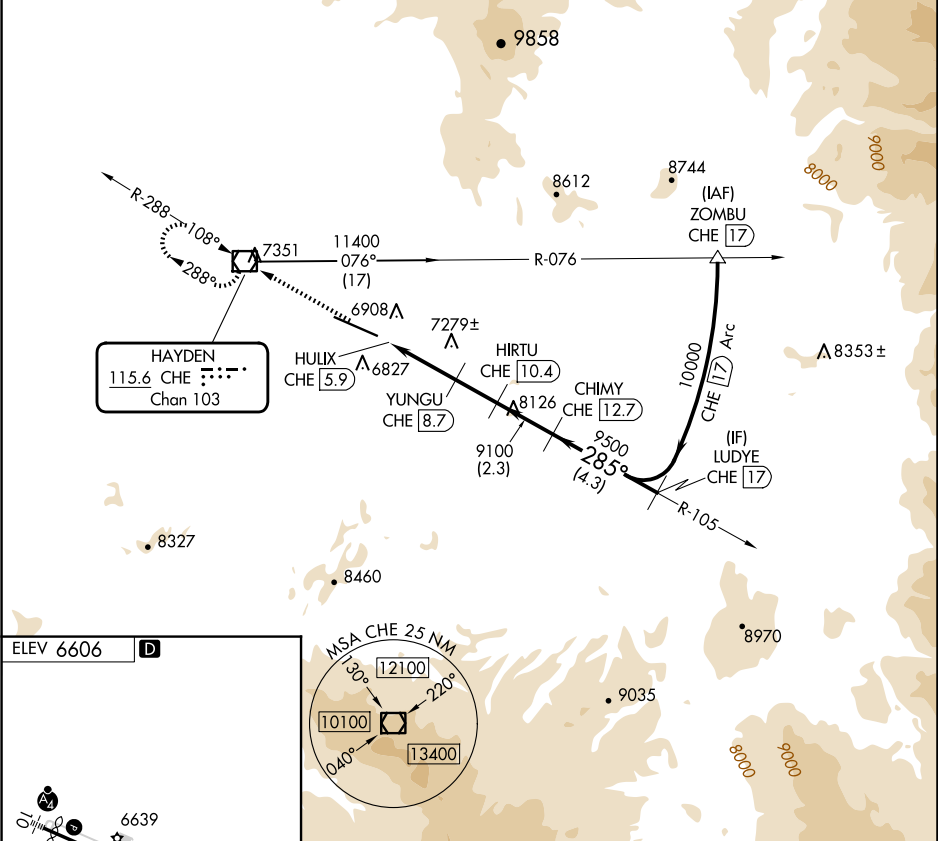 9858
8744
8612
(IAF)
ZOMBU
CHE 17
9000
8000
R-288
108°
288°
7351
11400
076°
(17)
R-076
6908
7279±
HIRTU
CHE 10.4
HULIX
CHE 5.9
6827
YUNGU
CHE 8.7
8126
CHIMY
CHE 12.7
9100
(2.3)
9500
285°
(4.3)
10000
CHE 17 Arc
8353±
(IF)
LUDYE
CHE 17
R-105
HAYDEN
115.6 CHE
Chan 103
8327
8460
8970
9035
8000
9000
MSA CHE 25 NM
130°
12100
220°
10100
040°
13400
ELEV 6606 D
A4
10
P
6639